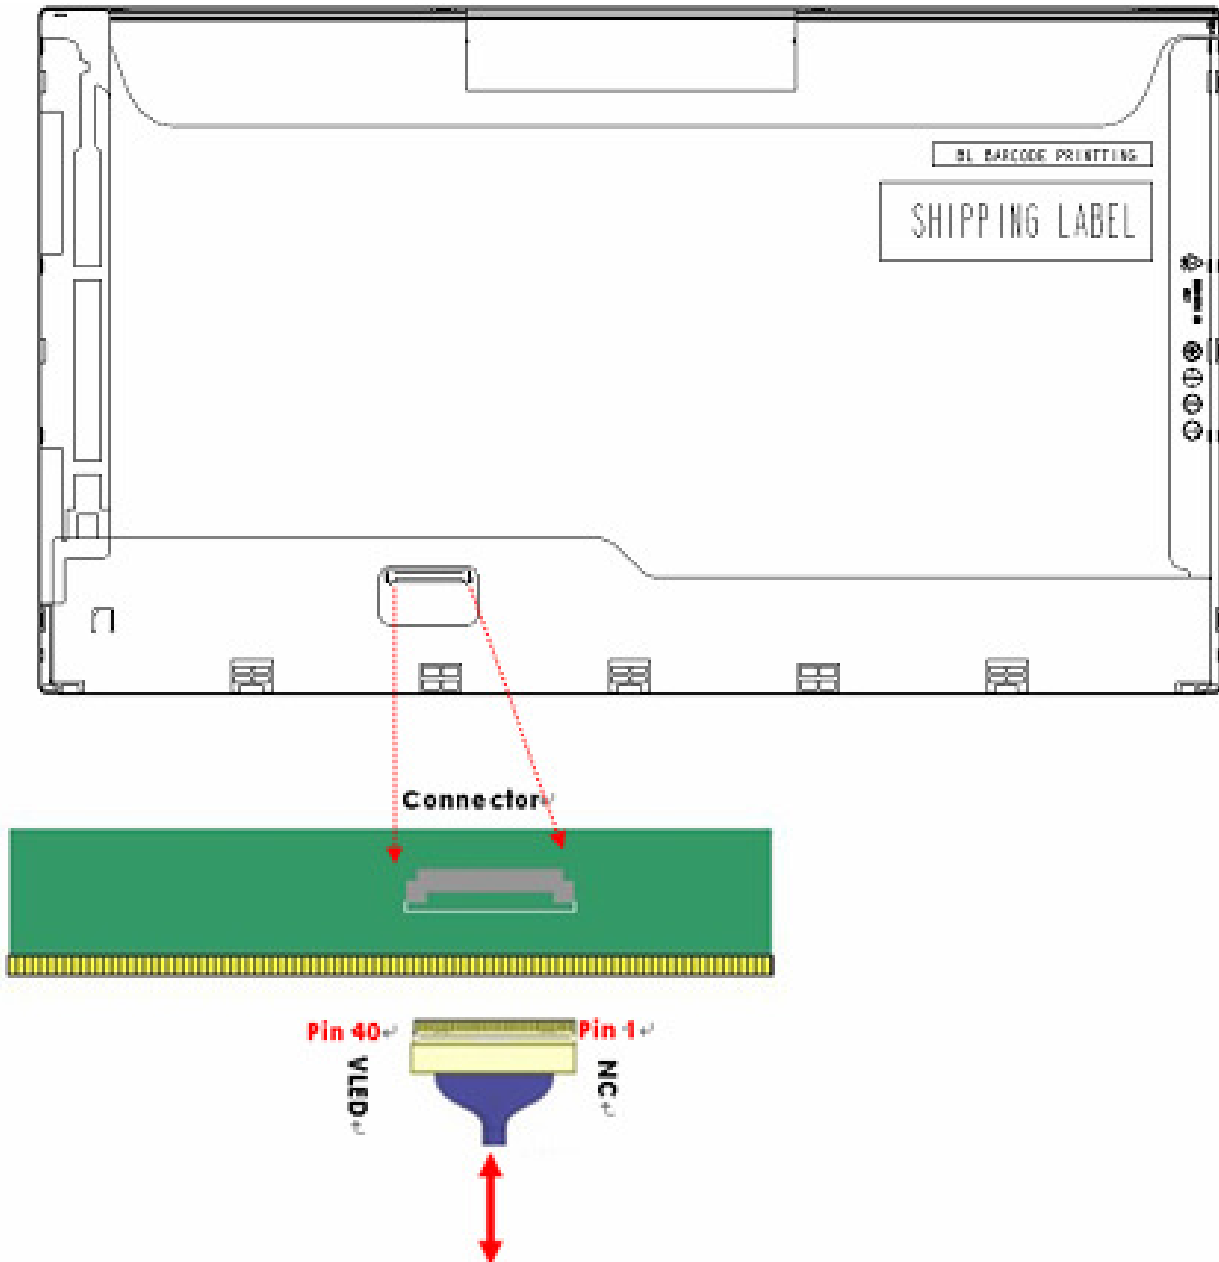 BL BARCODE PRINTTING
SHIPPING LABEL
Connector
Pin 40
Pin 1
VLED
NC